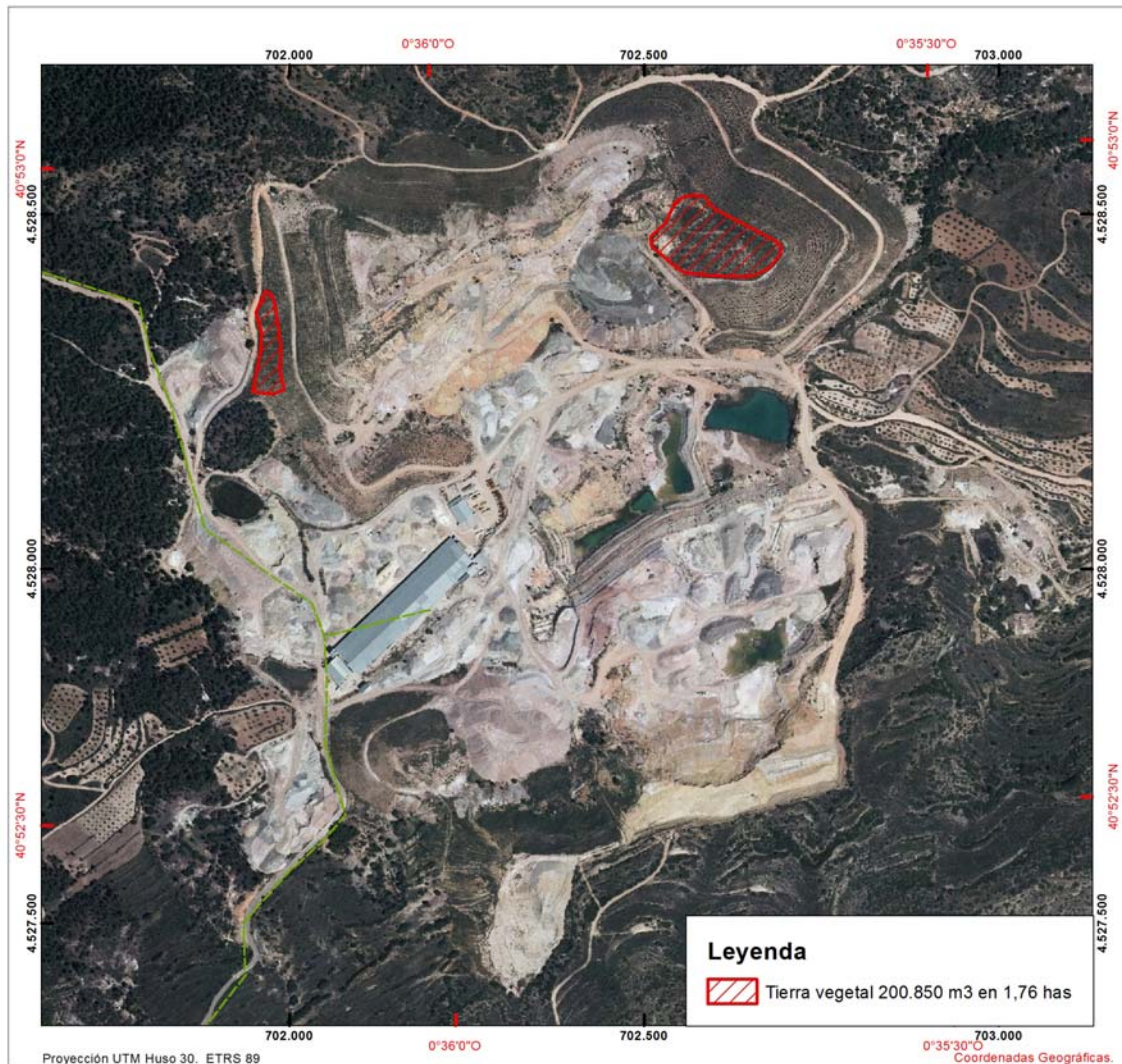 0°36'0"O 0°35'30"O
702.000 702.500 703.000
40°53'0"N 40°53'0"N
4.528.500 4.528.500
4.528.000 4.528.000
40°52'30"N 40°52'30"N
4.527.500 4.527.500
Leyenda
Tierra vegetal 200.850 m3 en 1,76 has
702.000 702.500 703.000
0°36'0"O 0°35'30"O
Proyección UTM Huso 30. ETRS 89 Coordenadas Geográficas.